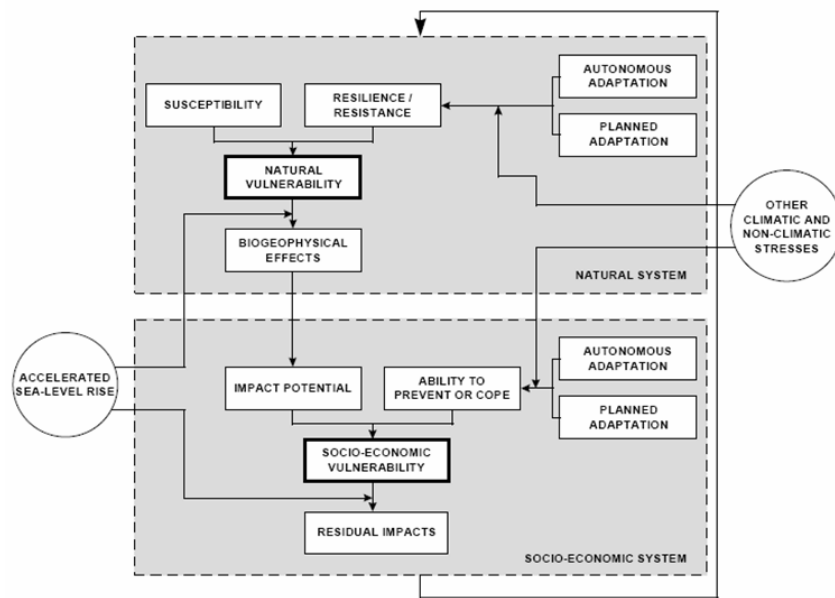 AUTONOMOUS
ADAPTATION
SUSCEPTIBILITY
RESILIENCE /
RESISTANCE
PLANNED
ADAPTATION
NATURAL
VULNERABILITY
OTHER
CLIMATIC AND
NON-CLIMATIC
STRESSES
BIOGEOPHYSICAL
EFFECTS
NATURAL SYSTEM
ACCELERATED
SEA-LEVEL RISE
AUTONOMOUS
ADAPTATION
IMPACT POTENTIAL
ABILITY TO
PREVENT OR COPE
PLANNED
ADAPTATION
SOCIO-ECONOMIC
VULNERABILITY
RESIDUAL IMPACTS
SOCIO-ECONOMIC SYSTEM